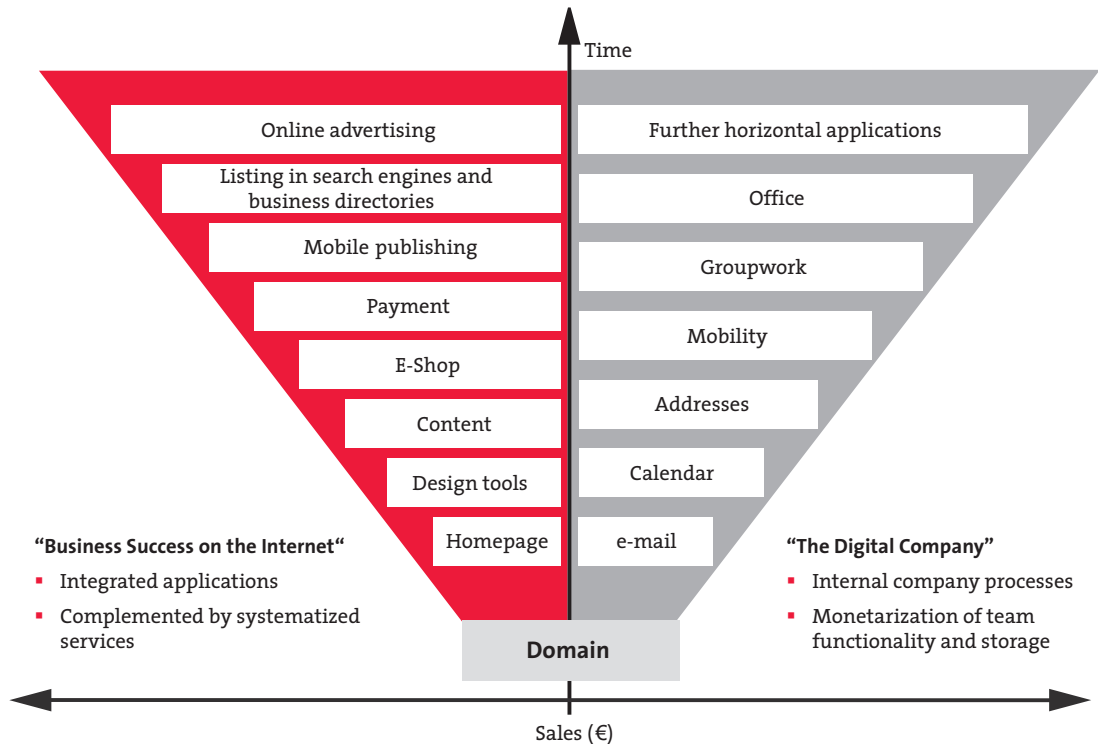 Time
Online advertising
Listing in search engines and
business directories
Mobile publishing
Payment
E-Shop
Content
Design tools
Homepage
Further horizontal applications
Office
Groupwork
Mobility
Addresses
Calendar
e-mail
“Business Success on the Internet“
▪ Integrated applications
▪ Complemented by systematized
services
“The Digital Company”
▪ Internal company processes
▪ Monetarization of team
functionality and storage
Domain
Sales (€)